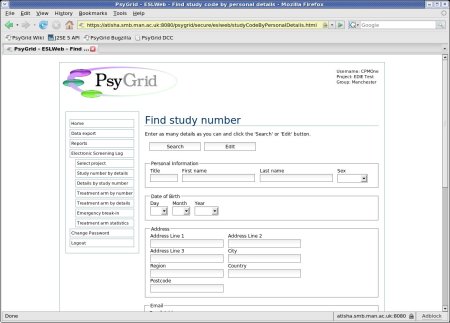 PsyGrid - ESLWeb - Find study code by personal details - Mozilla Firefox
File Edit View History Bookmarks Tools Help
https://atisha.smb.man.ac.uk:8080/psygrid/secure/eslweb/studyCodeByPersonalDetails.html
PsyGrid Wiki J2SE 5 API PsyGrid Bugzilla PsyGrid DCC
PsyGrid - ESLWeb - Find ...
PsyGrid
Username: CPMOne
Project: EDIE Test
Group: Manchester
Home
Data export
Reports
Electronic Screening Log
Select project
Study number by details
Details by study number
Treatment arm by number
Treatment arm by details
Emergency break-in
Treatment arm statistics
Change Password
Logout
Find study number
Enter as many details as you can and click the 'Search' or 'Edit' button.
Search Edit
Personal Information
Title First name Last name Sex
Date of Birth
Day Month Year
Address
Address Line 1 Address Line 2
Address Line 3 City
Region Country
Postcode
Email
Done atisha.smb.man.ac.uk:8080 Adblock